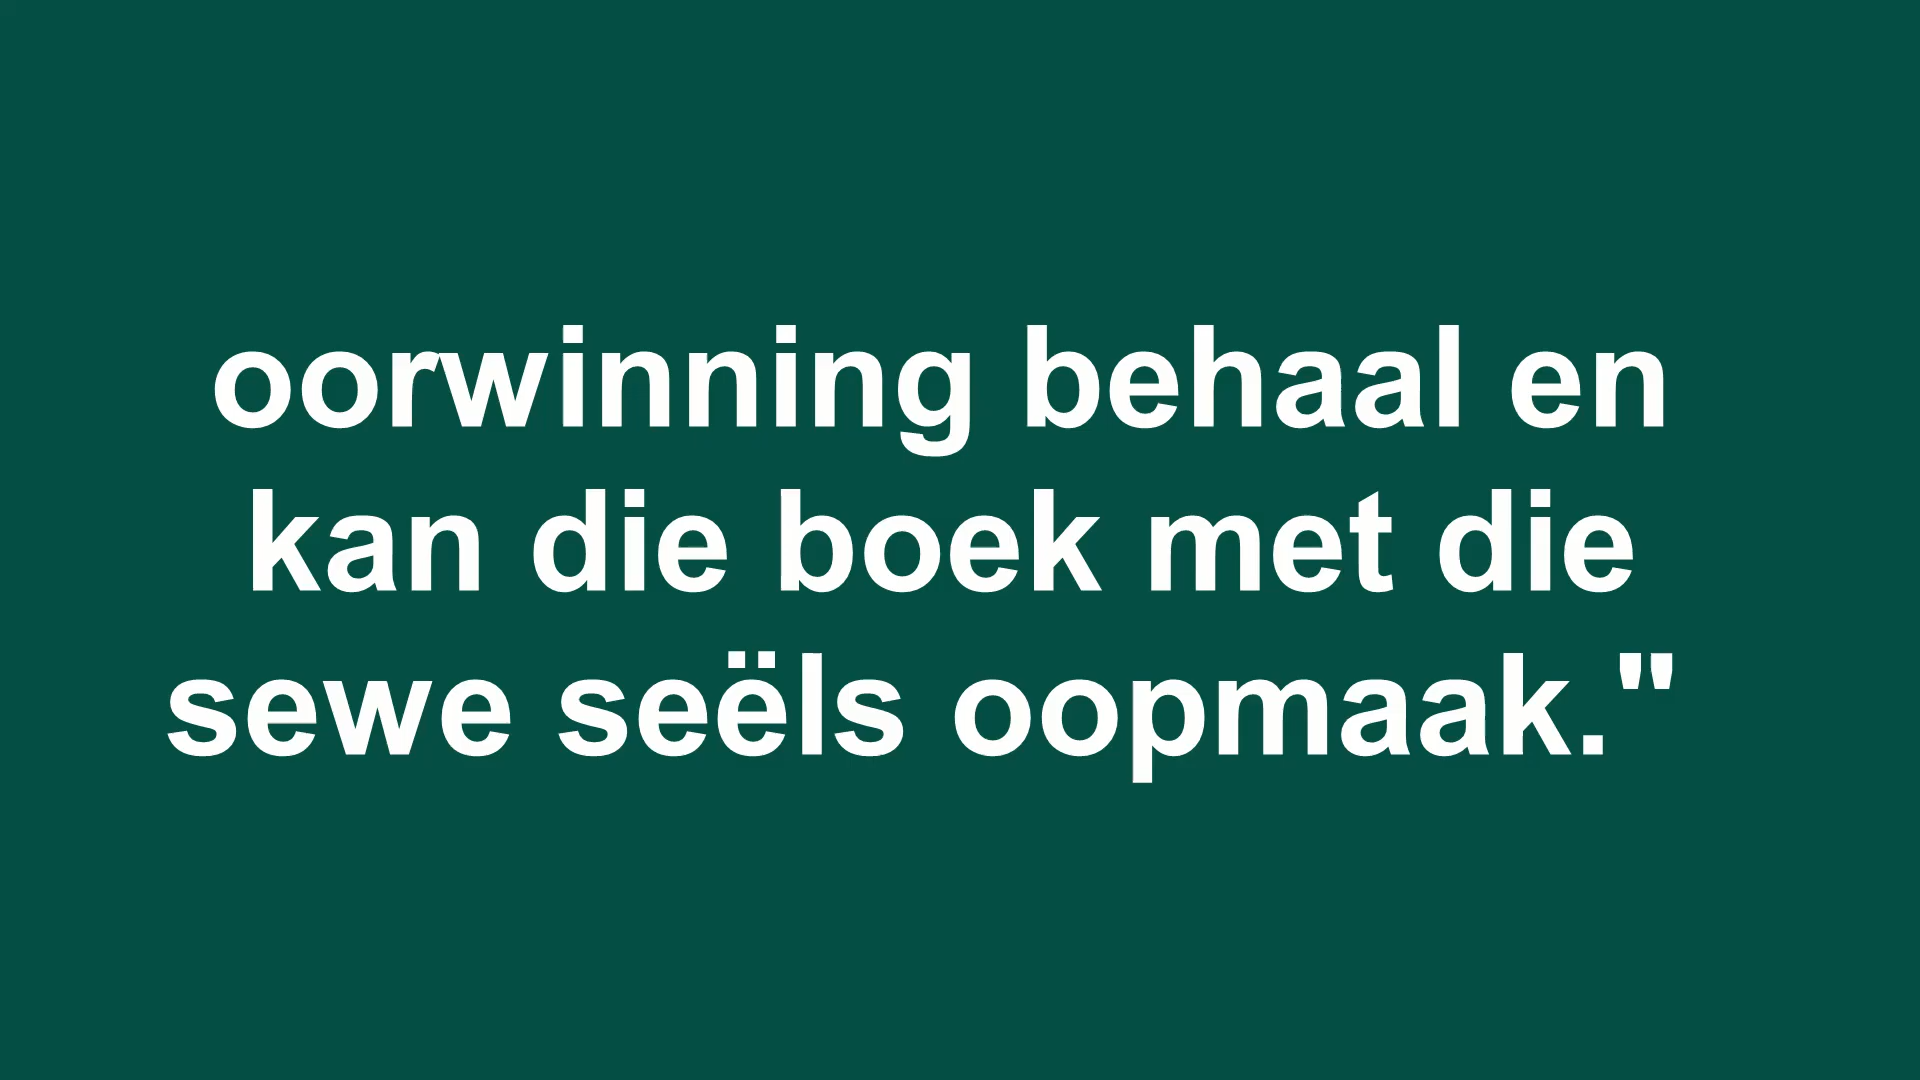 oorwinning behaal en
kan die boek met die
sewe seëls oopmaak."